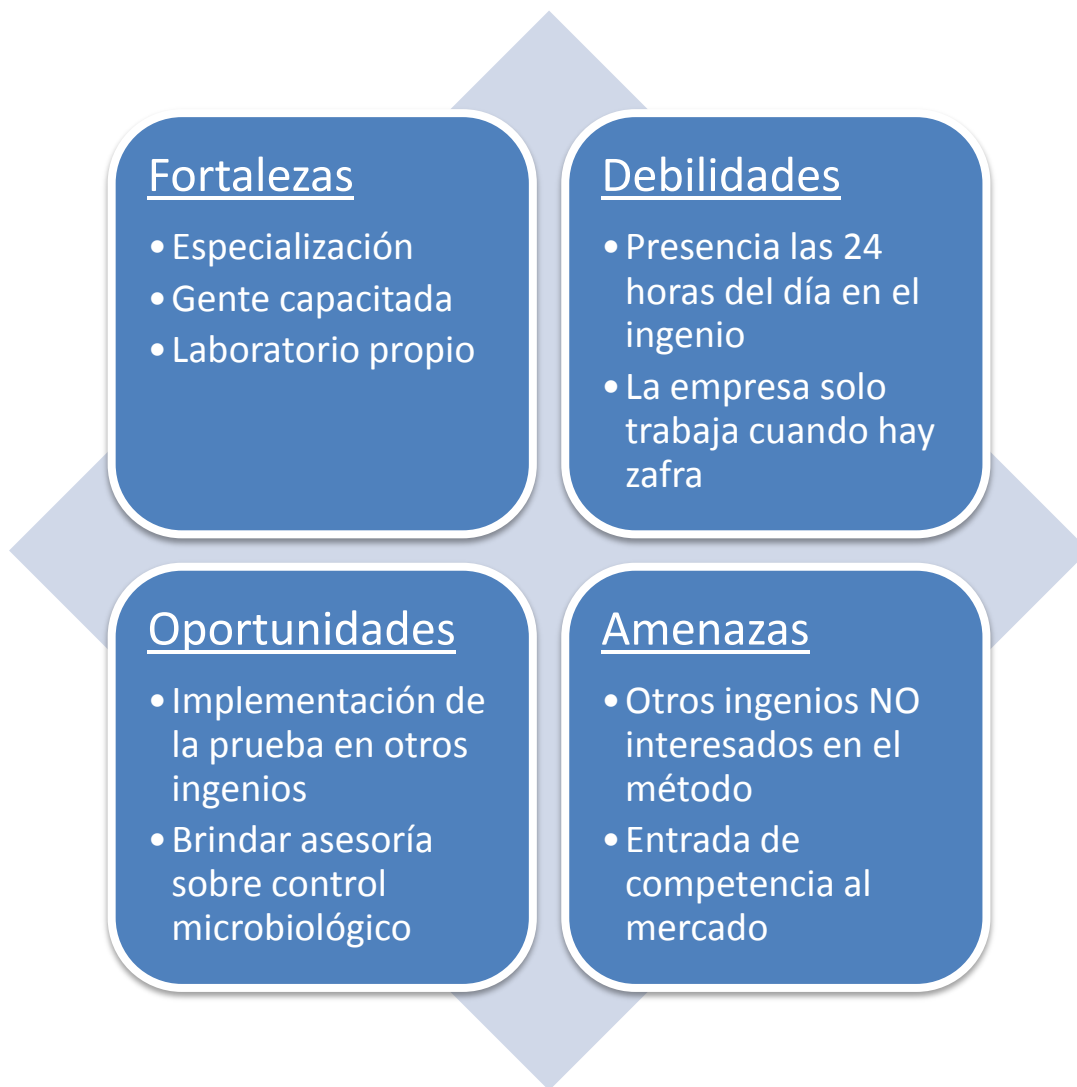 Fortalezas
• Especialización
• Gente capacitada
• Laboratorio propio
Debilidades
• Presencia las 24
horas del día en el
ingenio
• La empresa solo
trabaja cuando hay
zafra
Oportunidades
• Implementación de
la prueba en otros
ingenios
• Brindar asesoría
sobre control
microbiológico
Amenazas
• Otros ingenios NO
interesados en el
método
• Entrada de
competencia al
mercado